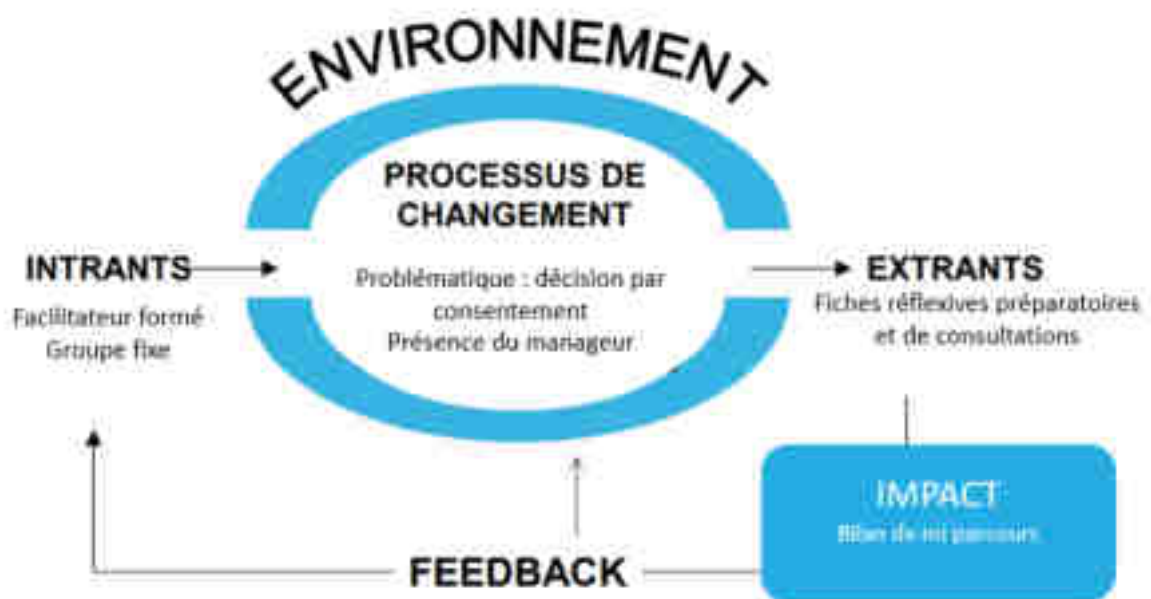 ENVIRONNEMENT
PROCESSUS DE
CHANGEMENT
Problématique : décision par
consentement
Présence du manageur
INTRANTS
Facilitateur formé
Groupe fixe
EXTRANTS
Fiches réflexives préparatoires
et de consultations
IMPACT
Bilan de mi parcours
FEEDBACK